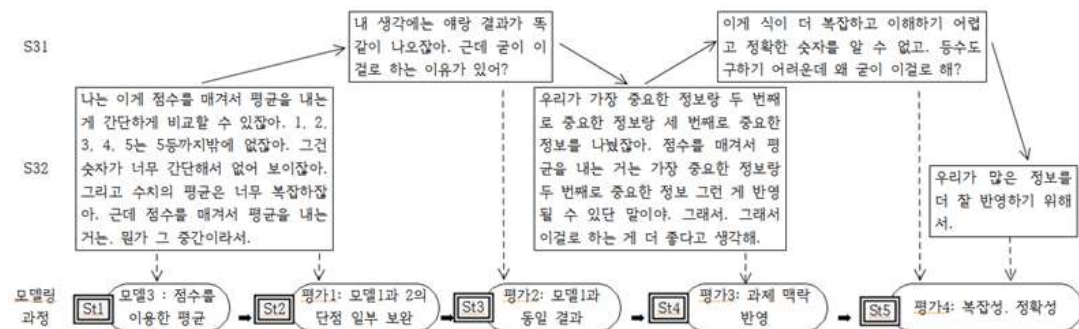 S31
내 생각에는 얘랑 결과가 똑
같이 나오잖아. 근데 굳이 이
걸로 하는 이유가 있어?
이게 식이 더 복잡하고 이해하기 어렵
고 정확한 숫자를 알 수 없고. 등수도
구하기 어려운데 왜 굳이 이걸로 해?
S32
나는 이게 점수를 매겨서 평균을 내는
게 간단하게 비교할 수 있잖아. 1, 2,
3, 4, 5는 5등까지밖에 없잖아. 그건
숫자가 너무 간단해서 없어 보이잖아.
그리고 수치의 평균은 너무 복잡하잖
아. 근데 점수를 매겨서 평균을 내는
거는, 뭔가 그 중간이라서.
우리가 가장 중요한 정보랑 두 번째
로 중요한 정보랑 세 번째로 중요한
정보를 나눴잖아. 점수를 매겨서 평
균을 내는 거는 가장 중요한 정보랑
두 번째로 중요한 정보 그런 게 반영
될 수 있단 말이야. 그래서. 그래서
이걸로 하는 게 더 좋다고 생각해.
우리가 많은 정보를
더 잘 반영하기 위해
서.
모델링
과정
St1
모델3 : 점수를
이용한 평균
St2
평가1: 모델1과 2의
단점 일부 보완
St3
평가2: 모델1과
동일 결과
St4
평가3: 과제 맥락
반영
St5
평가4: 복잡성, 정확성